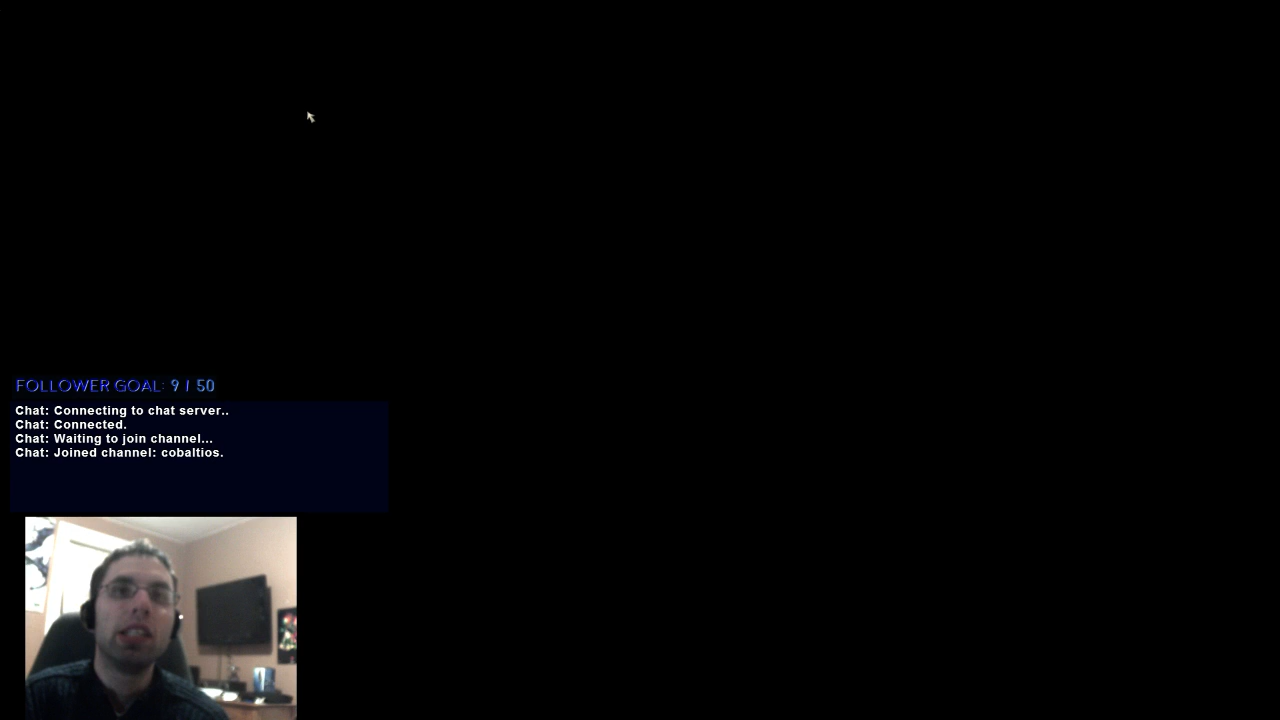 FOLLOWER GOAL: 9 / 50
Chat: Connecting to chat server..
Chat: Connected.
Chat: Waiting to join channel...
Chat: Joined channel: cobaltios.